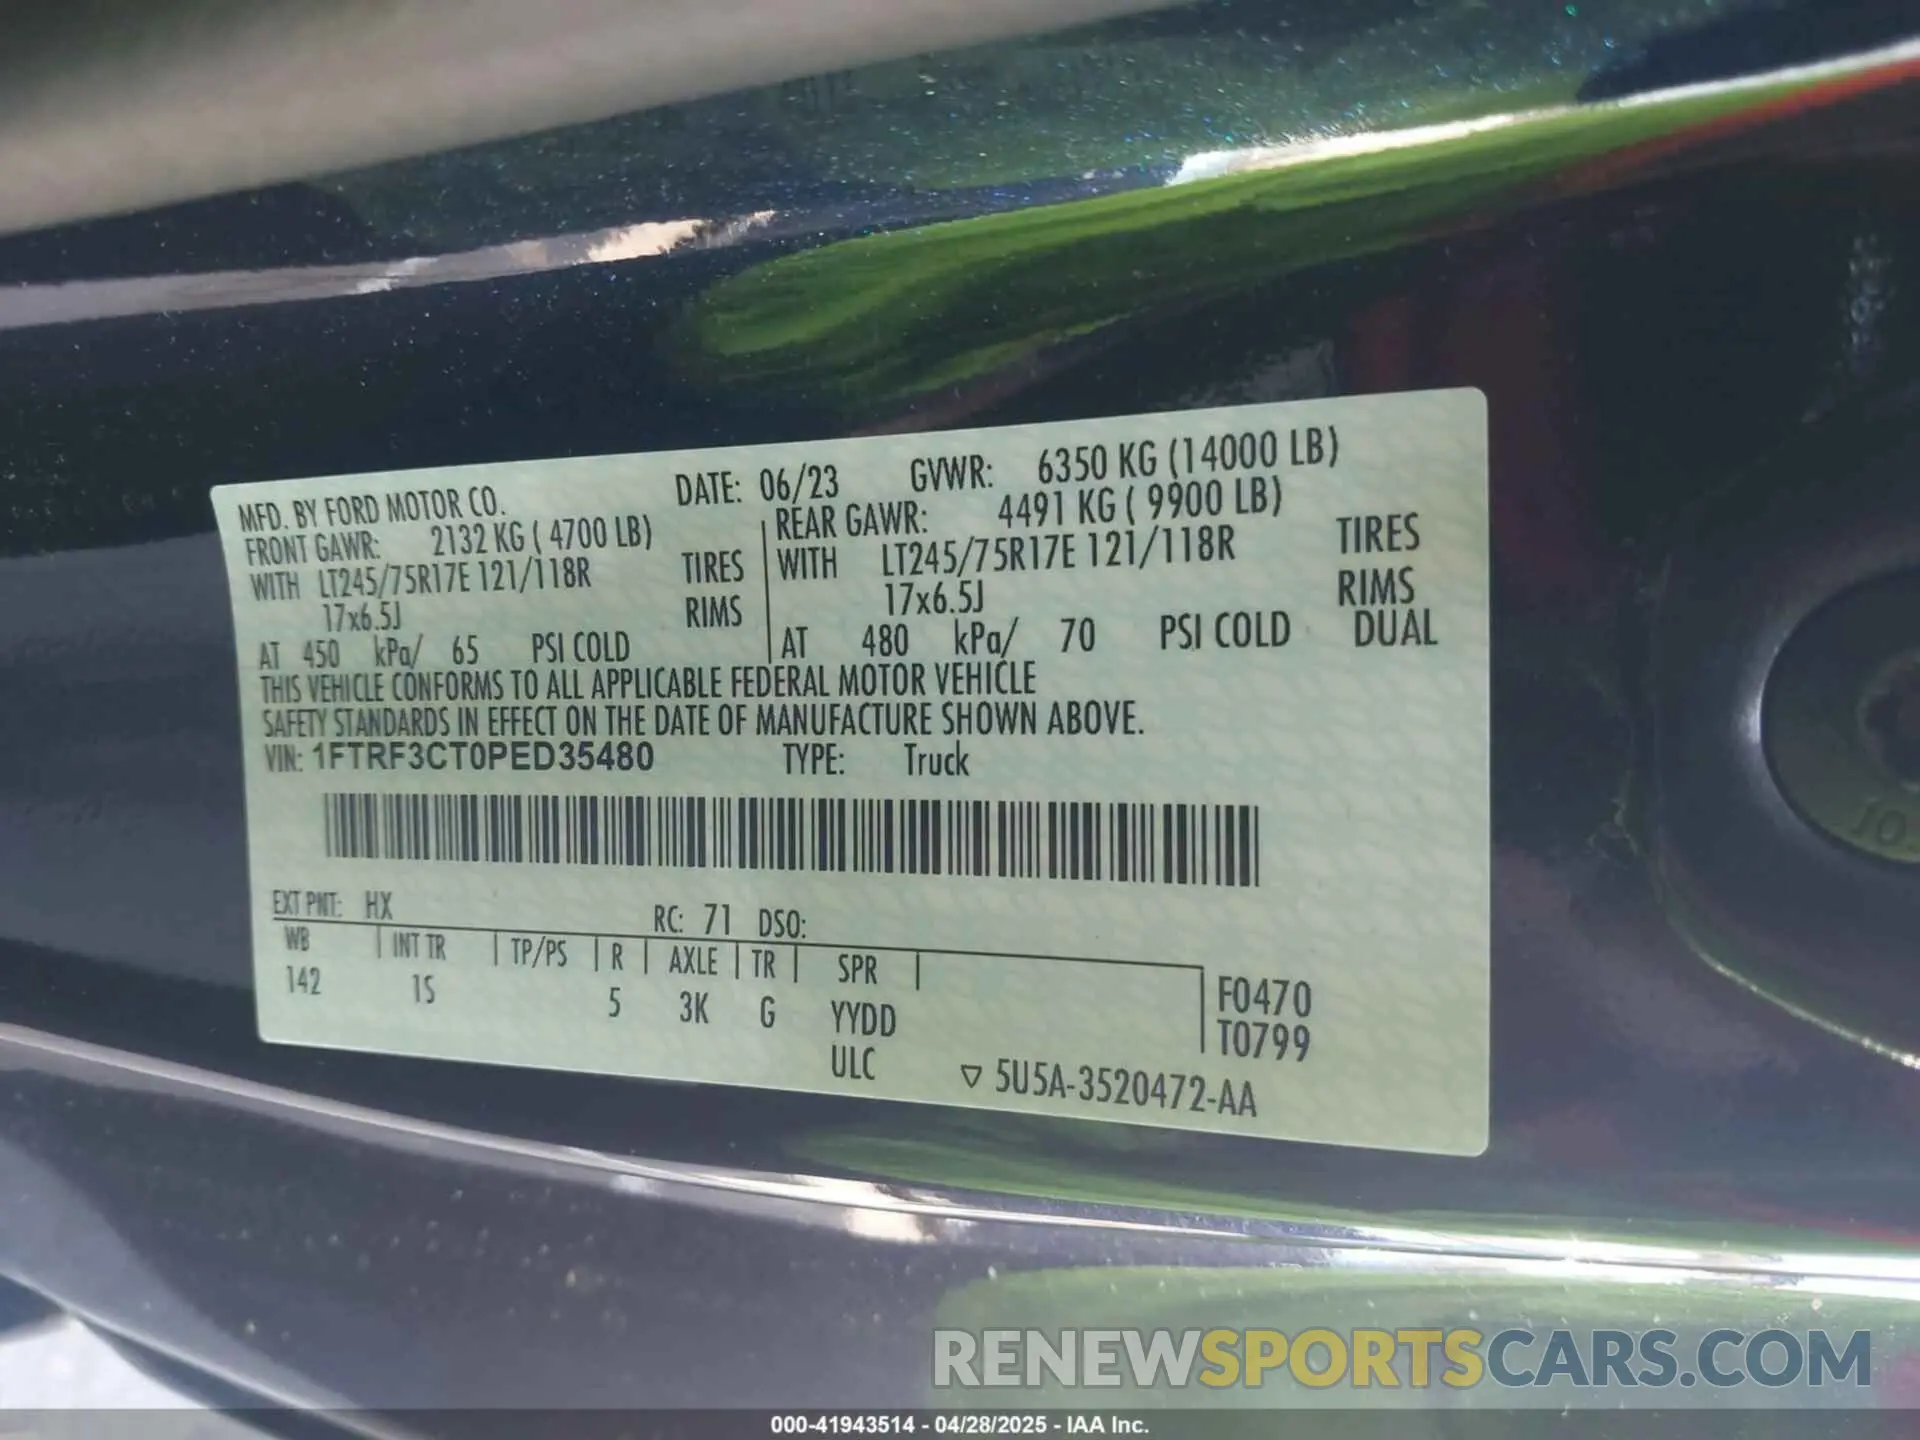 MFD. BY FORD MOTOR CO. DATE: 06/23 GVWR: 6350 KG (14000 LB)
FRONT GAWR: 2132 KG ( 4700 LB) REAR GAWR: 4491 KG ( 9900 LB)
WITH LT245/75R17E 121/118R TIRES WITH LT245/75R17E 121/118R TIRES
17x6.5J RIMS 17x6.5J RIMS
AT 450 kPa/ 65 PSI COLD AT 480 kPa/ 70 PSI COLD DUAL
THIS VEHICLE CONFORMS TO ALL APPLICABLE FEDERAL MOTOR VEHICLE
SAFETY STANDARDS IN EFFECT ON THE DATE OF MANUFACTURE SHOWN ABOVE.
VIN: 1FTRF3CT0PED35480 TYPE: Truck
EXT PNT: HX RC: 71 DSO:
WB INT TR TP/PS R AXLE TR SPR
142 1S 5 3K G YYDD F0470
ULC T0799
5U5A-3520472-AA
RENEWSPORTSCARS.COM
000-41943514 - 04/28/2025 - IAA Inc.